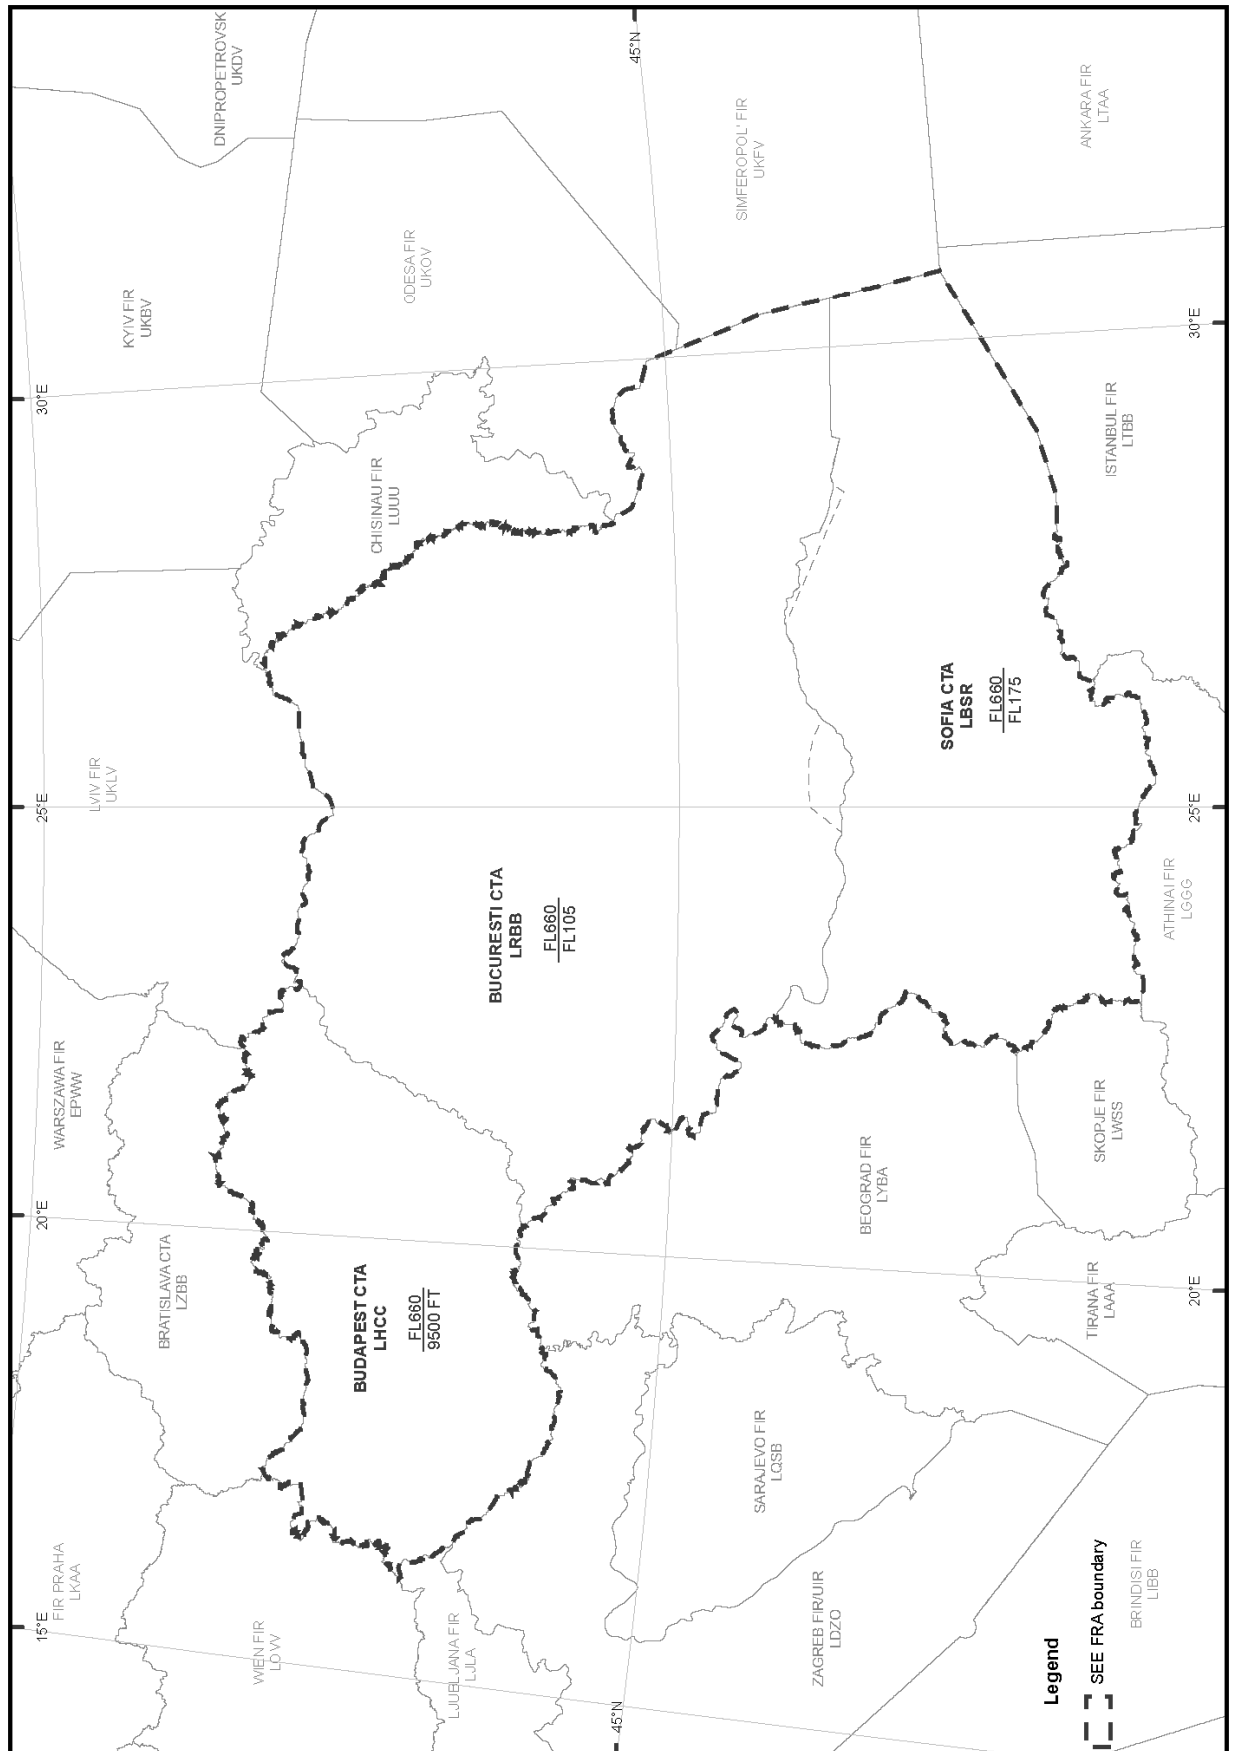 FIR PRAHA
LKAA
WARSZAWA FIR
EPWW
LVIV FIR
UKLV
KYIV FIR
UKBV
DNIPROPETROVSK
UKDV
15°E
20°E
25°E
30°E
WIEN FIR
LOVV
BRATISLAVA CTA
LZBB
BUDAPEST CTA
LHCC
FL660
9500 FT
CHISINAU FIR
LUUU
ODESA FIR
UKOV
LJUBLJANA FIR
LJLA
BUCURESTI CTA
LRBB
FL660
FL105
45°N
45°N
SIMFEROPOL' FIR
UKFV
SARAJEVO FIR
LQSB
ZAGREB FIR/UIR
LDZO
BEOGRAD FIR
LYBA
SOFIA CTA
LBSR
FL660
FL175
SKOPJE FIR
LWSS
TIRANA FIR
LAAA
ISTANBUL FIR
LTBB
ANKARA FIR
LTAA
ATHINAI FIR
LGGG
BRINDISI FIR
LIBB
20°E
25°E
30°E
Legend
SEE FRA boundary